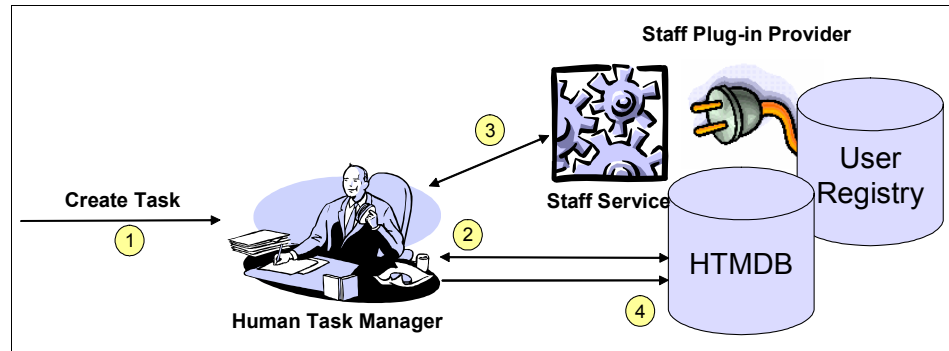 Staff Plug-in Provider
3
User
Registry
Create Task
Staff Service
1
2
HTMDB
4
Human Task Manager